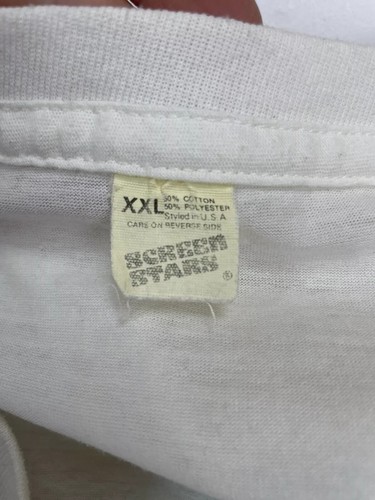 XXL 50% COTTON
50% POLYESTER
Styled in U.S.A
CARE ON REVERSE SIDE
SCREEN
STARS